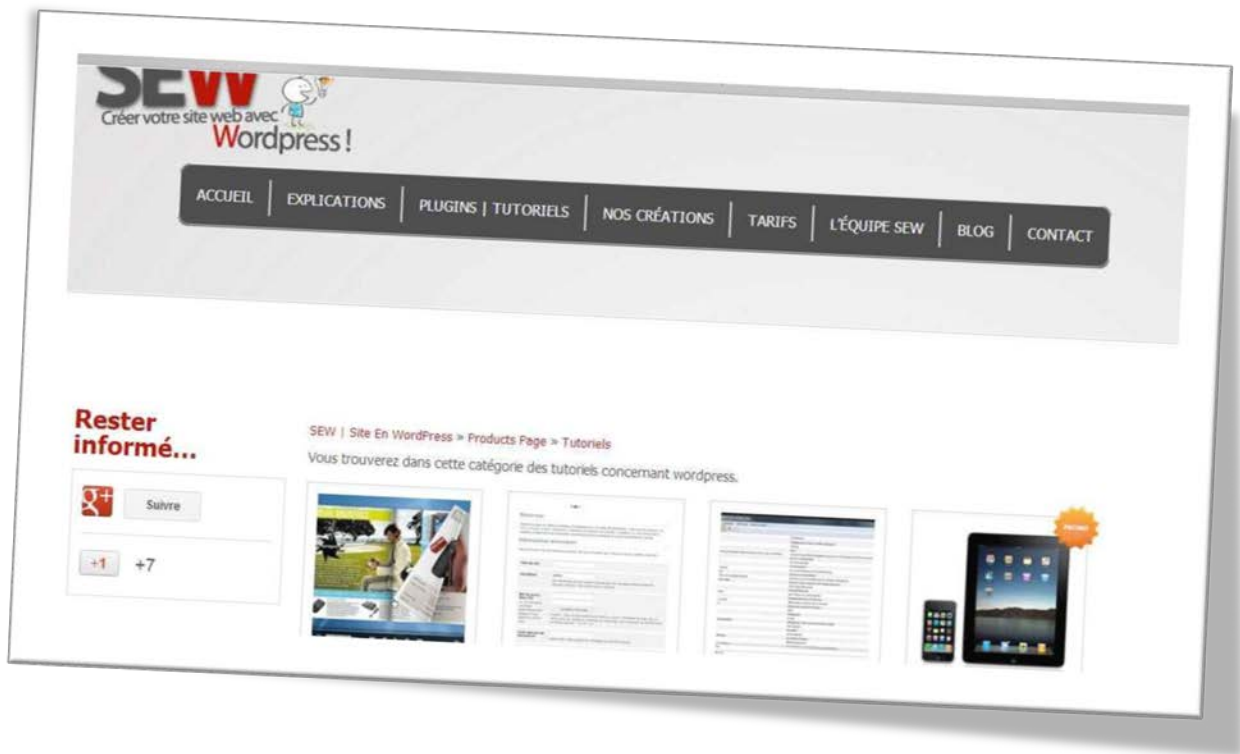 SEW
Créer votre site web avec
Wordpress !
ACCUEIL
EXPLICATIONS
PLUGINS | TUTORIELS
NOS CRÉATIONS
TARIFS
L'ÉQUIPE SEW
BLOG
CONTACT
Rester
informé...
SEW | Site En WordPress » Products Page » Tutoriels
Vous trouverez dans cette catégorie des tutoriels concernant wordpress.
g+
Suivre
+1
+7
PROMO